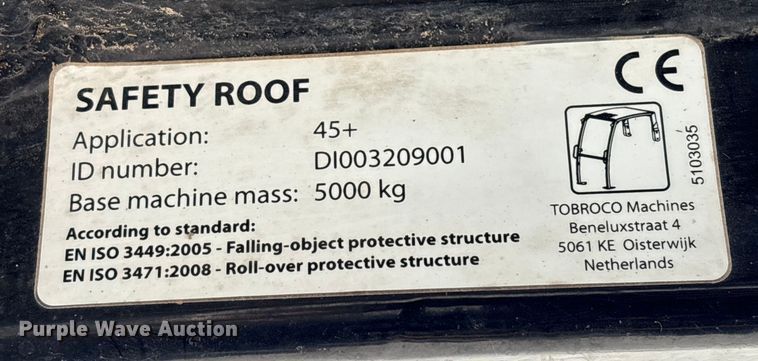 SAFETY ROOF
CE
Application: 45+
ID number: DI003209001
Base machine mass: 5000 kg
According to standard:
EN ISO 3449:2005 - Falling-object protective structure
EN ISO 3471:2008 - Roll-over protective structure
5103035
TOBROCO Machines
Beneluxstraat 4
5061 KE Oisterwijk
Netherlands
Purple Wave Auction